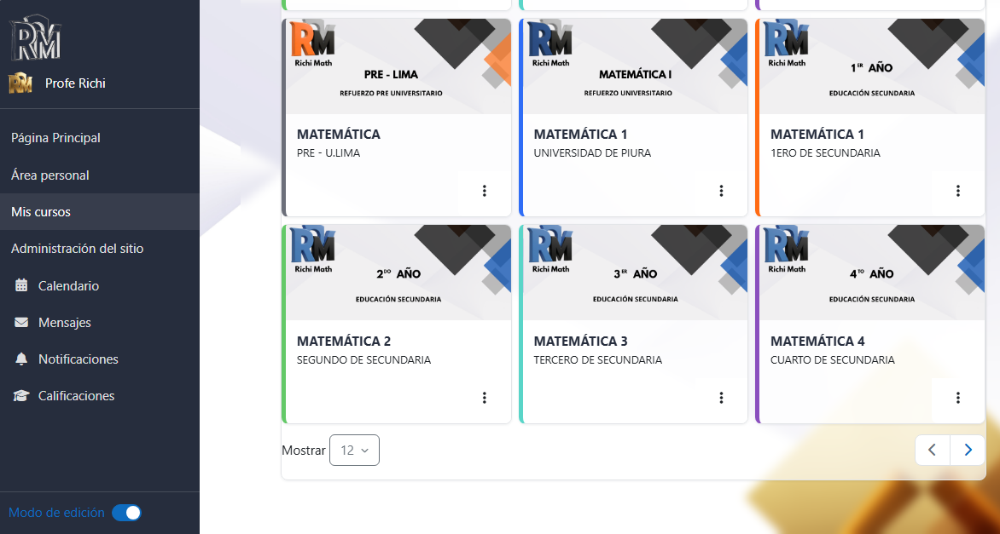 RM
Profe Richi
Página Principal
Área personal
Mis cursos
Administración del sitio
Calendario
Mensajes
Notificaciones
Calificaciones
Modo de edición
RM
Richi Math
PRE - LIMA
REFUERZO PRE UNIVERSITARIO
MATEMÁTICA
PRE - U.LIMA
RM
Richi Math
MATEMÁTICA I
REFUERZO UNIVERSITARIO
MATEMÁTICA 1
UNIVERSIDAD DE PIURA
RM
Richi Math
1ER AÑO
EDUCACIÓN SECUNDARIA
MATEMÁTICA 1
1ERO DE SECUNDARIA
RM
Richi Math
2DO AÑO
EDUCACIÓN SECUNDARIA
MATEMÁTICA 2
SEGUNDO DE SECUNDARIA
RM
Richi Math
3ER AÑO
EDUCACIÓN SECUNDARIA
MATEMÁTICA 3
TERCERO DE SECUNDARIA
RM
Richi Math
4TO AÑO
EDUCACIÓN SECUNDARIA
MATEMÁTICA 4
CUARTO DE SECUNDARIA
Mostrar 12